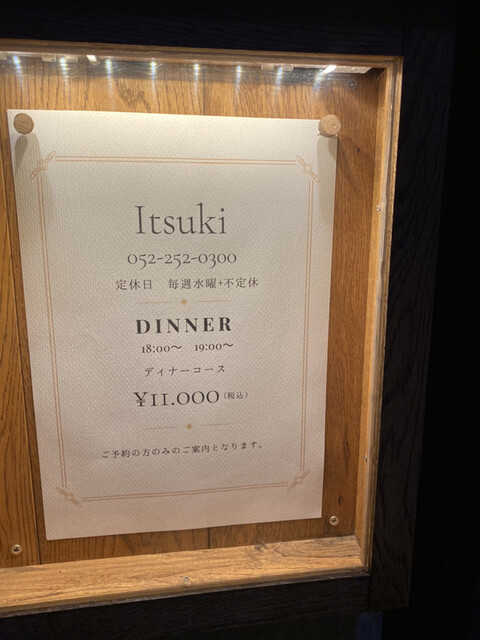 Itsuki
052-252-0300
定休日　毎週水曜+不定休
DINNER
18:00〜　19:00〜
ディナーコース
¥11.000（税込）
ご予約の方のみのご案内となります。